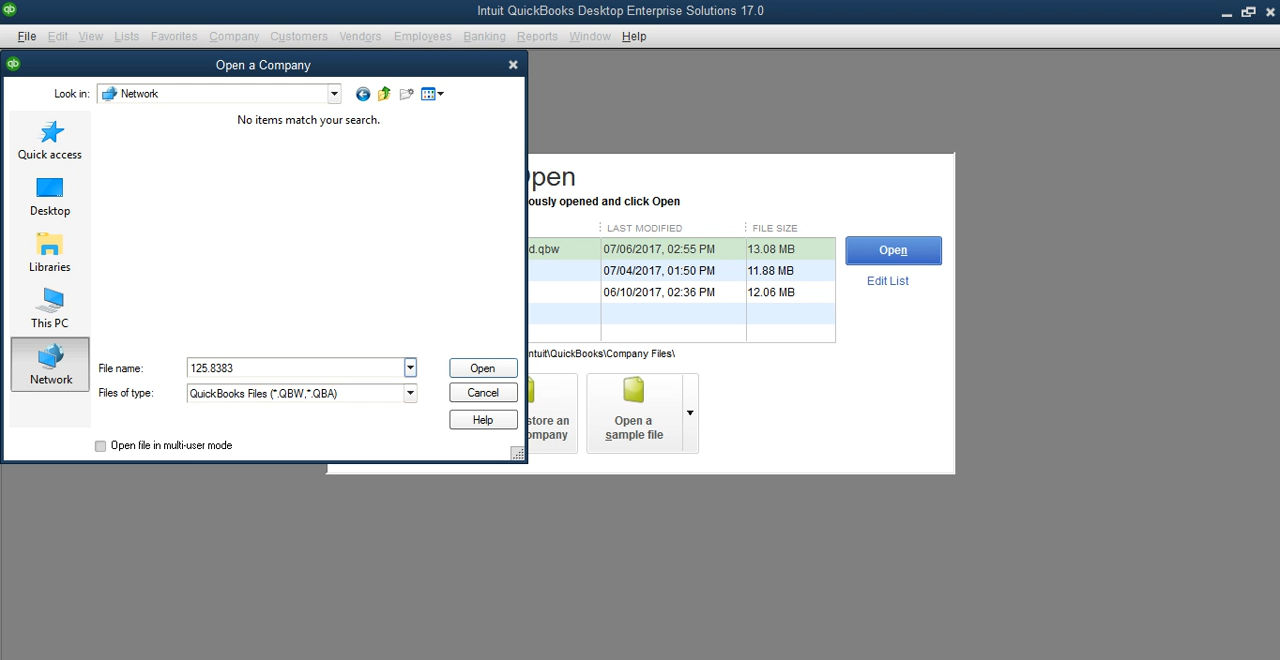 qb
Intuit QuickBooks Desktop Enterprise Solutions 17.0
File Edit View Lists Favorites Company Customers Vendors Employees Banking Reports Window Help
qb
Open a Company
Look in: Network
No items match your search.
Quick access
Desktop
Libraries
This PC
Network
File name: 125.8383 Open
Files of type: QuickBooks Files (*.QBW,*.QBA) Cancel
Help
Open file in multi-user mode
pen
ously opened and click Open
LAST MODIFIED FILE SIZE
d.qbw 07/06/2017, 02:55 PM 13.08 MB
07/04/2017, 01:50 PM 11.88 MB
06/10/2017, 02:36 PM 12.06 MB
Open
Edit List
ntuit\QuickBooks\Company Files\
store an
ompany
Open a
sample file